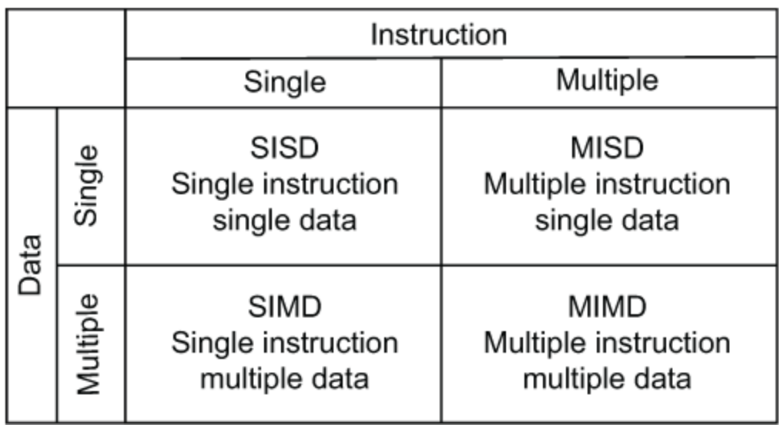 Instruction
Single
Multiple
Data
Single
SISD
Single instruction
single data
MISD
Multiple instruction
single data
Multiple
SIMD
Single instruction
multiple data
MIMD
Multiple instruction
multiple data